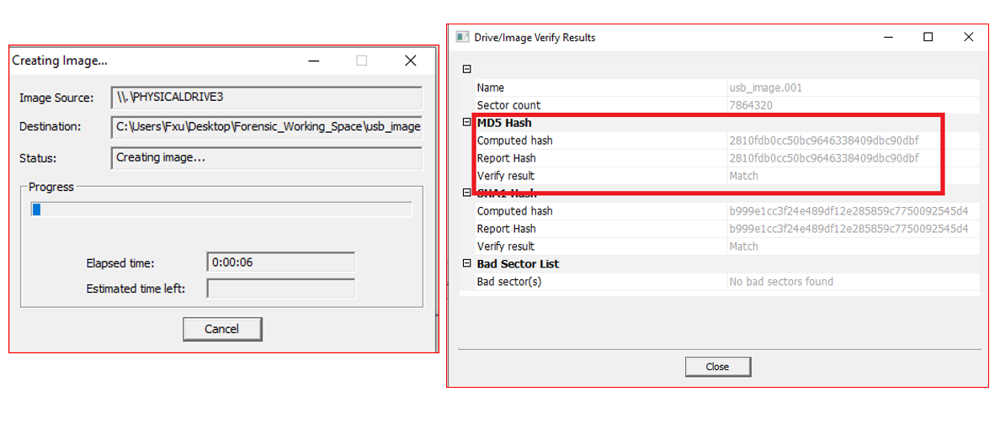 Creating Image...
Image Source:
\\.\PHYSICALDRIVE3
Destination:
C:\Users\Fxu\Desktop\Forensic_Working_Space\usb_image
Status:
Creating image...
Progress
Elapsed time:
0:00:06
Estimated time left:
Cancel
Drive/Image Verify Results
Name usb_image.001
Sector count 7864320
MD5 Hash
Computed hash 2810fdb0cc50bc9646338409dbc90dbf
Report Hash 2810fdb0cc50bc9646338409dbc90dbf
Verify result Match
SHA1 Hash
Computed hash b999e1cc3f24e489df12e285859c7750092545d4
Report Hash b999e1cc3f24e489df12e285859c7750092545d4
Verify result Match
Bad Sector List
Bad sector(s) No bad sectors found
Close